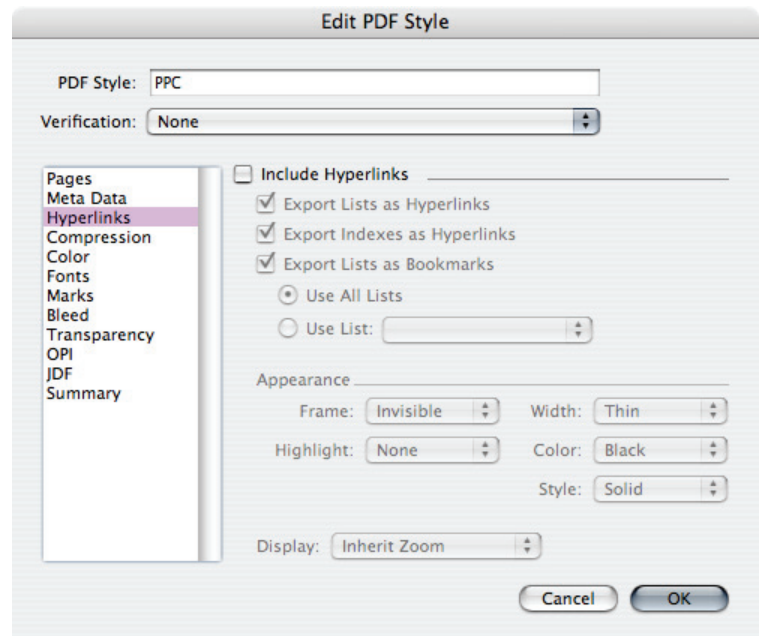 Edit PDF Style
PDF Style: PPC
Verification: None
Pages
Meta Data
Hyperlinks
Compression
Color
Fonts
Marks
Bleed
Transparency
OPI
JDF
Summary
Include Hyperlinks
Export Lists as Hyperlinks
Export Indexes as Hyperlinks
Export Lists as Bookmarks
Use All Lists
Use List:
Appearance
Frame: Invisible Width: Thin
Highlight: None Color: Black
Style: Solid
Display: Inherit Zoom
Cancel OK